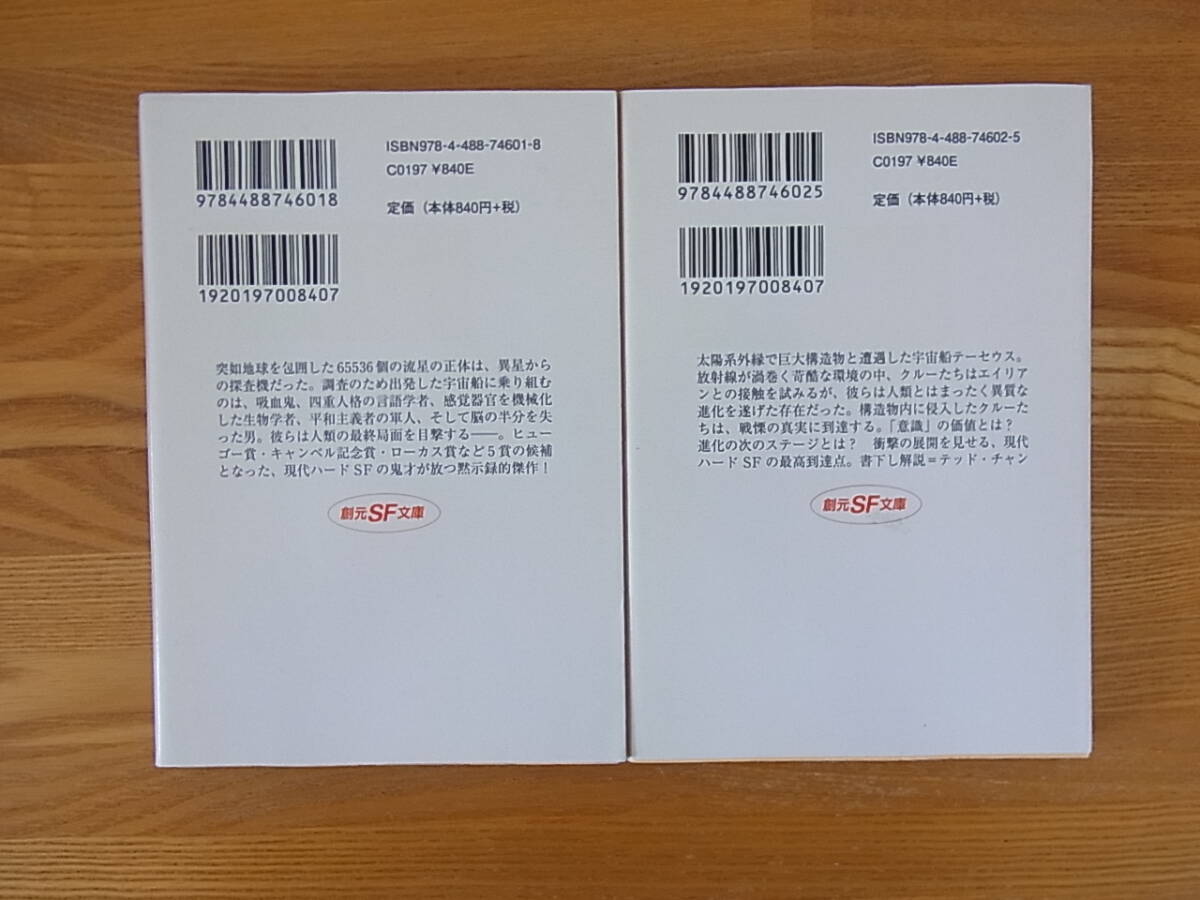 ISBN978-4-488-74601-8
C0197 ¥840E
9784488746018
定価（本体840円+税）
1920197008407
突如地球を包囲した65536個の流星の正体は、異星から
の探査機だった。調査のため出発した宇宙船に乗り組む
のは、吸血鬼、四重人格の言語学者、感覚器官を機械化
した生物学者、平和主義者の軍人、そして脳の半分を失
った男。彼らは人類の最終局面を目撃する――。ヒュー
ゴー賞・キャンベル記念賞・ローカス賞など5賞の候補
となった、現代ハードSFの鬼才が放つ黙示録的傑作！
創元SF文庫
ISBN978-4-488-74602-5
C0197 ¥840E
9784488746025
定価（本体840円+税）
1920197008407
太陽系外縁で巨大構造物と遭遇した宇宙船テーセウス。
放射線が渦巻く苛酷な環境の中、クルーたちはエイリア
ンとの接触を試みるが、彼らは人類とはまったく異質な
進化を遂げた存在だった。構造物内に侵入したクルーた
ちは、戦慄の真実に到達する。「意識」の価値とは？
進化の次のステージとは？　衝撃の展開を見せる、現代
ハードSFの最高到達点。書下し解説＝テッド・チャン
創元SF文庫